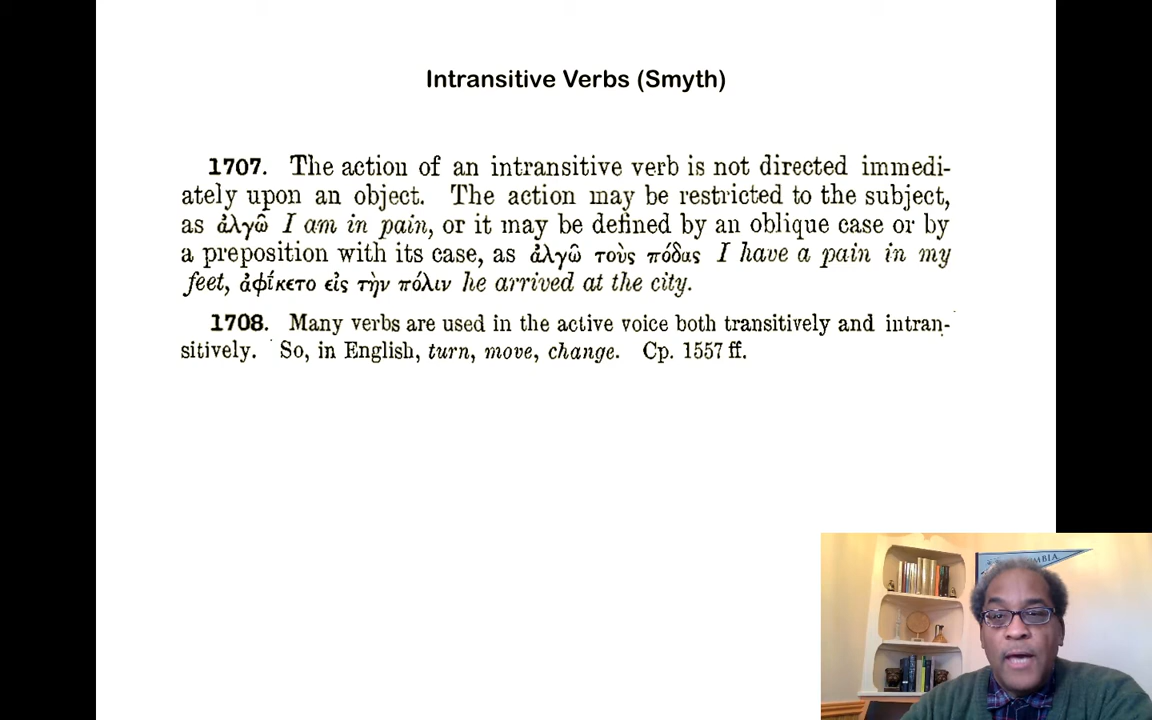 Intransitive Verbs (Smyth)
1707. The action of an intransitive verb is not directed immedi-
ately upon an object. The action may be restricted to the subject,
as ἀλγῶ I am in pain, or it may be defined by an oblique case or by
a preposition with its case, as ἀλγῶ τοὺς πόδας I have a pain in my
feet, ἀφί̄κετο εἰς τὴν πόλιν he arrived at the city.
1708. Many verbs are used in the active voice both transitively and intran-
sitively. So, in English, turn, move, change. Cp. 1557 ff.